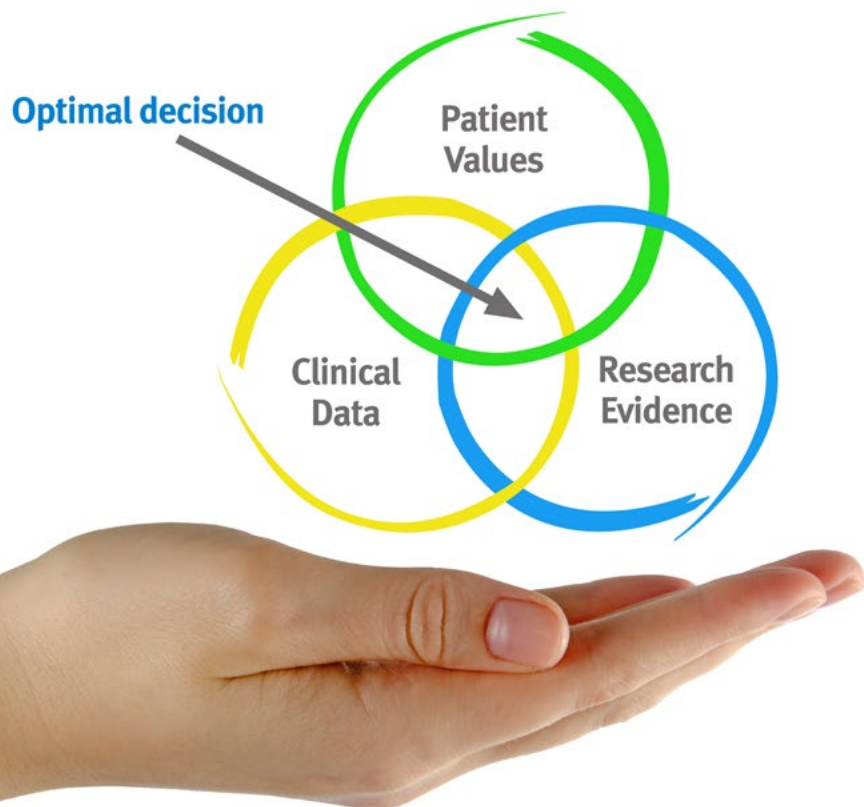 Optimal decision
Patient
Values
Clinical
Data
Research
Evidence